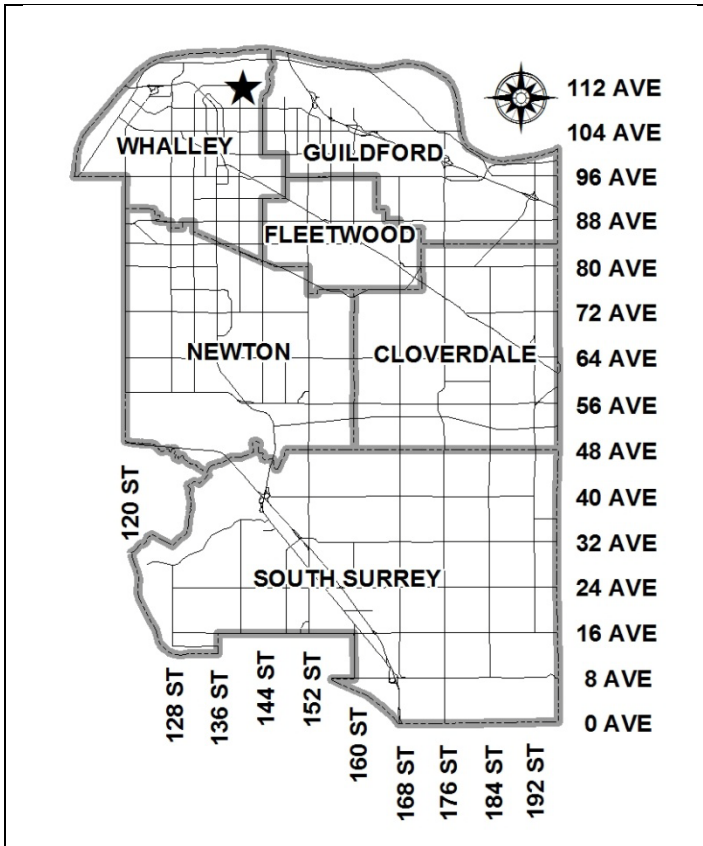 112 AVE
104 AVE
WHALLEY
GUILDFORD
96 AVE
88 AVE
FLEETWOOD
80 AVE
72 AVE
NEWTON
CLOVERDALE
64 AVE
56 AVE
48 AVE
120 ST
40 AVE
32 AVE
SOUTH SURREY
24 AVE
16 AVE
8 AVE
0 AVE
128 ST
136 ST
144 ST
152 ST
160 ST
168 ST
176 ST
184 ST
192 ST